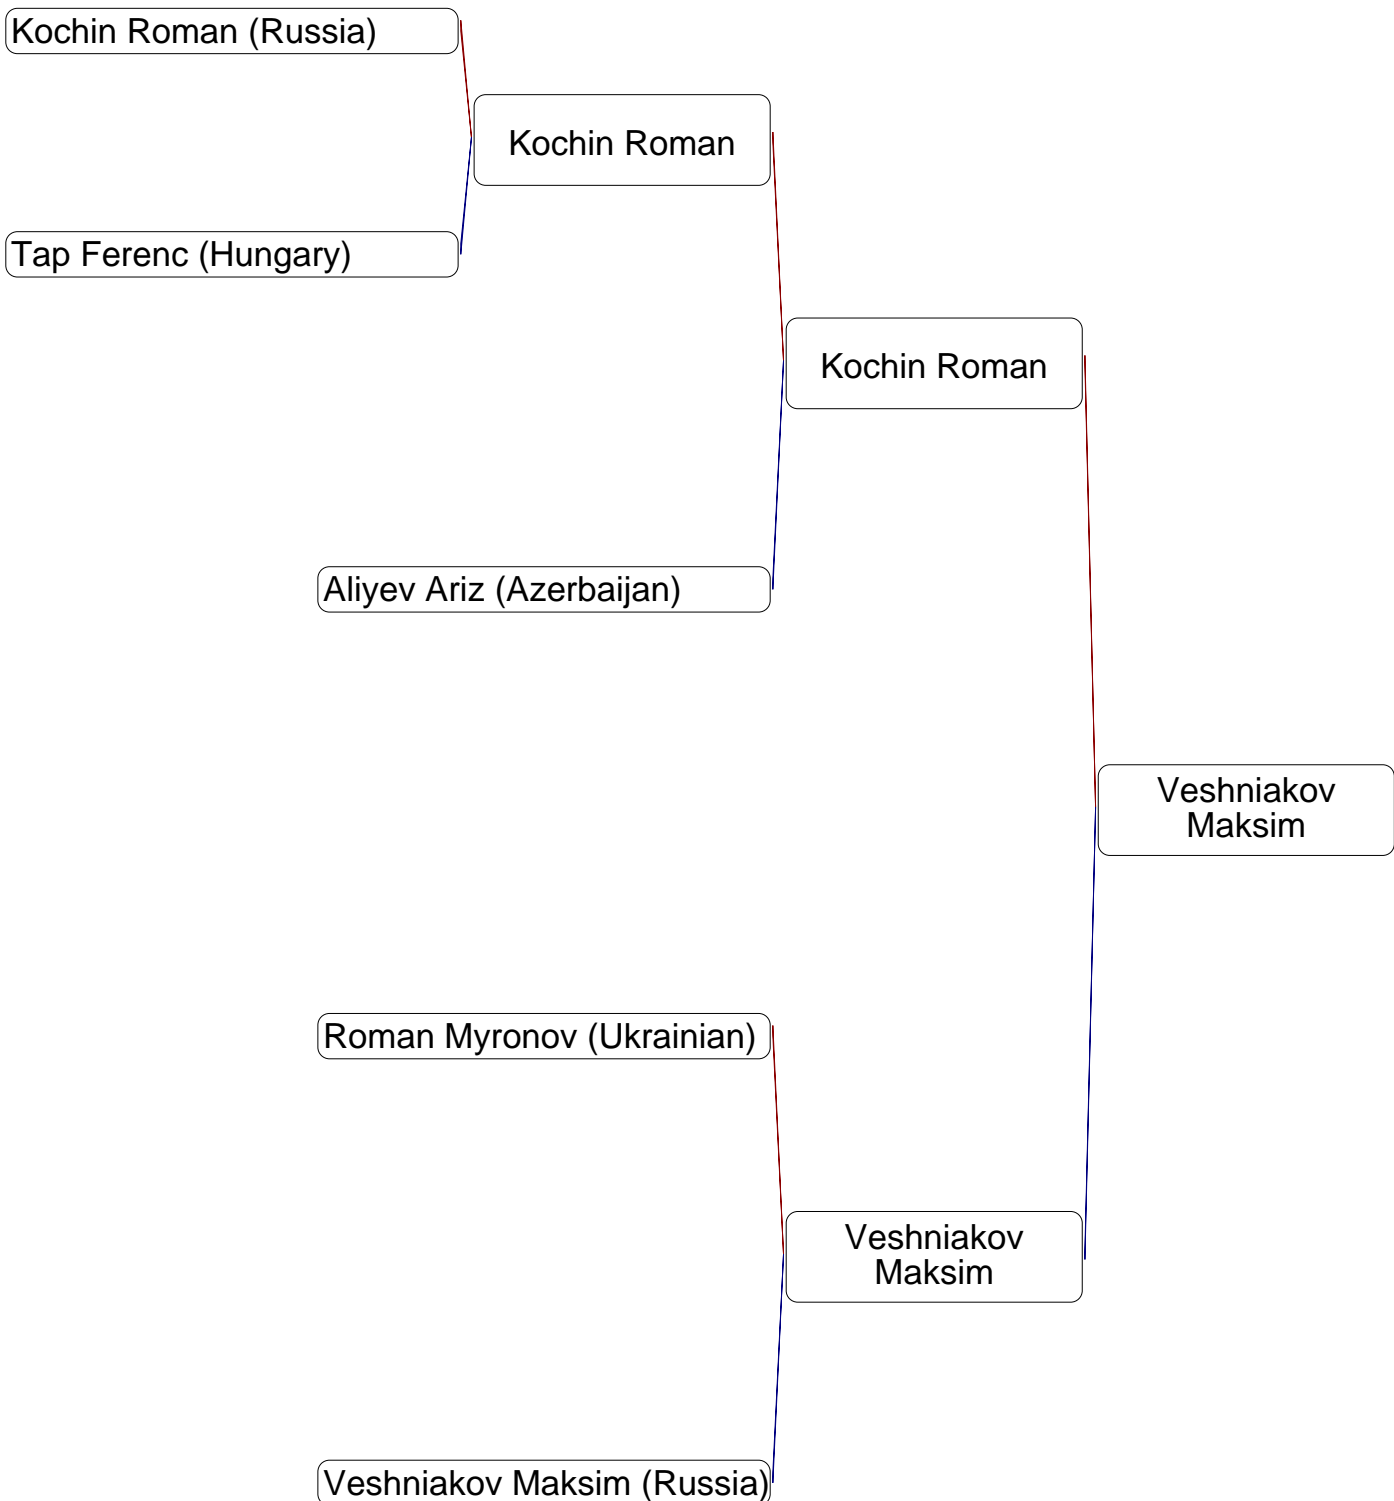 Kochin Roman (Russia)
Kochin Roman
Tap Ferenc (Hungary)
Kochin Roman
Aliyev Ariz (Azerbaijan)
Veshniakov
Maksim
Roman Myronov (Ukrainian)
Veshniakov
Maksim
Veshniakov Maksim (Russia)